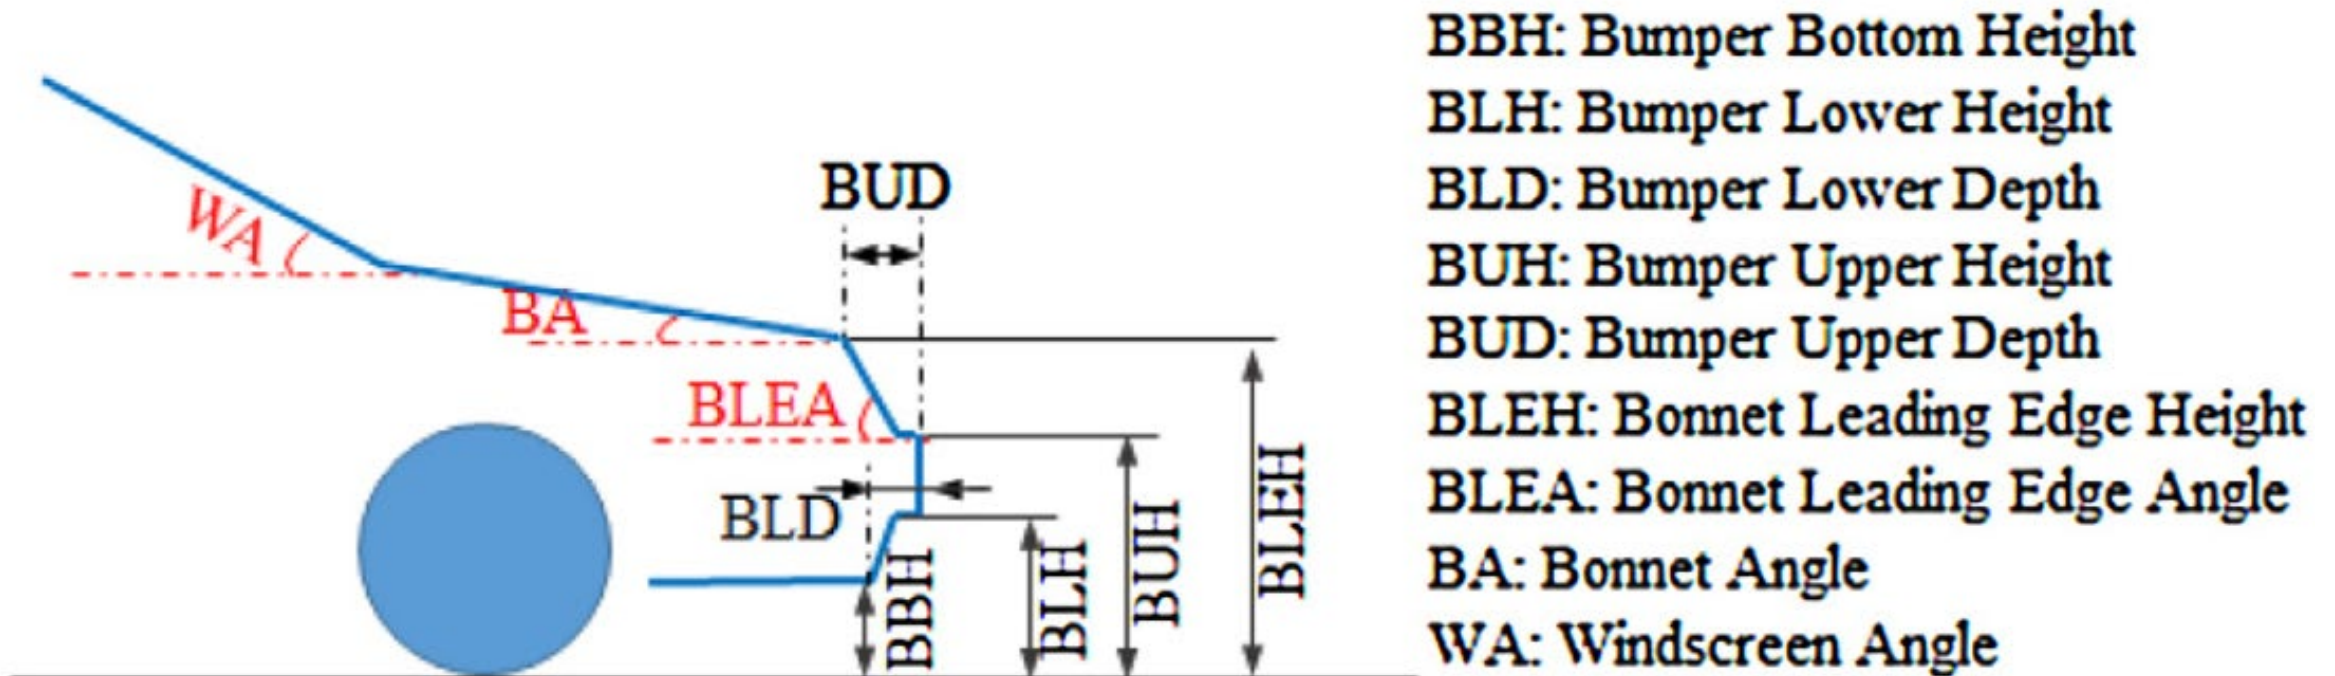 BUD
WA
BA
BLEA
BLD
BBH
BLH
BUH
BLEH
BBH: Bumper Bottom Height
BLH: Bumper Lower Height
BLD: Bumper Lower Depth
BUH: Bumper Upper Height
BUD: Bumper Upper Depth
BLEH: Bonnet Leading Edge Height
BLEA: Bonnet Leading Edge Angle
BA: Bonnet Angle
WA: Windscreen Angle